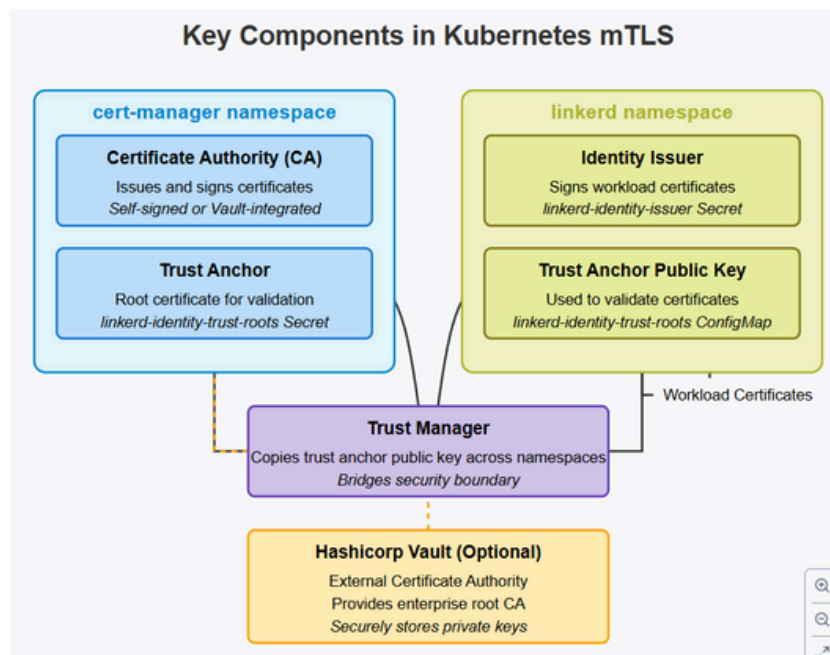 Key Components in Kubernetes mTLS
cert-manager namespace
Certificate Authority (CA)
Issues and signs certificates
Self-signed or Vault-integrated
Trust Anchor
Root certificate for validation
linkerd-identity-trust-roots Secret
linkerd namespace
Identity Issuer
Signs workload certificates
linkerd-identity-issuer Secret
Trust Anchor Public Key
Used to validate certificates
linkerd-identity-trust-roots ConfigMap
Workload Certificates
Trust Manager
Copies trust anchor public key across namespaces
Bridges security boundary
Hashicorp Vault (Optional)
External Certificate Authority
Provides enterprise root CA
Securely stores private keys